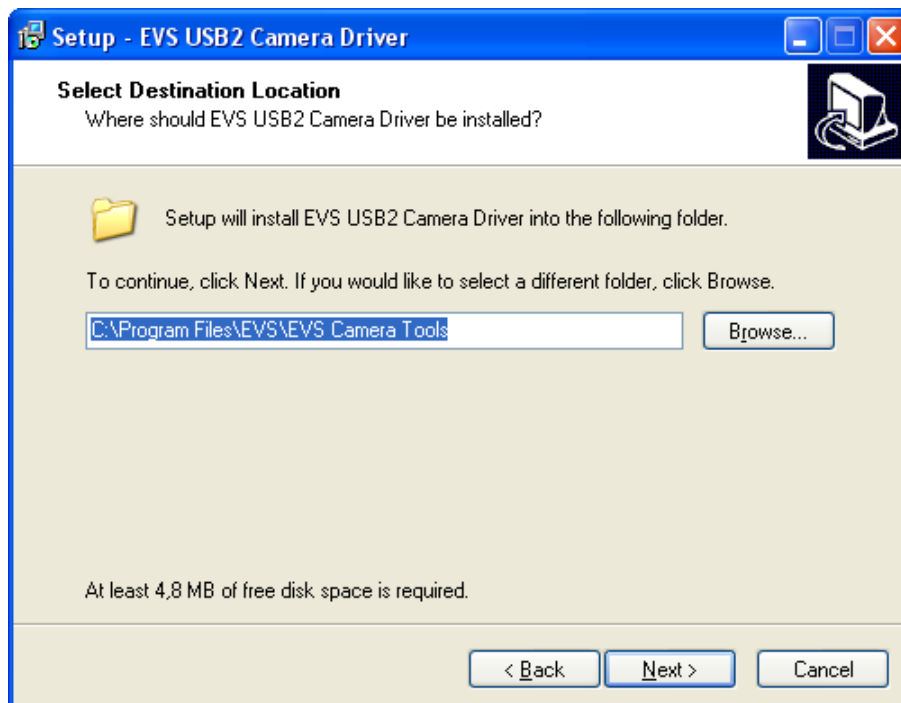 Setup - EVS USB2 Camera Driver
Select Destination Location
Where should EVS USB2 Camera Driver be installed?
Setup will install EVS USB2 Camera Driver into the following folder.
To continue, click Next. If you would like to select a different folder, click Browse.
C:\Program Files\EVS\EVS Camera Tools
Browse...
At least 4,8 MB of free disk space is required.
< Back
Next >
Cancel